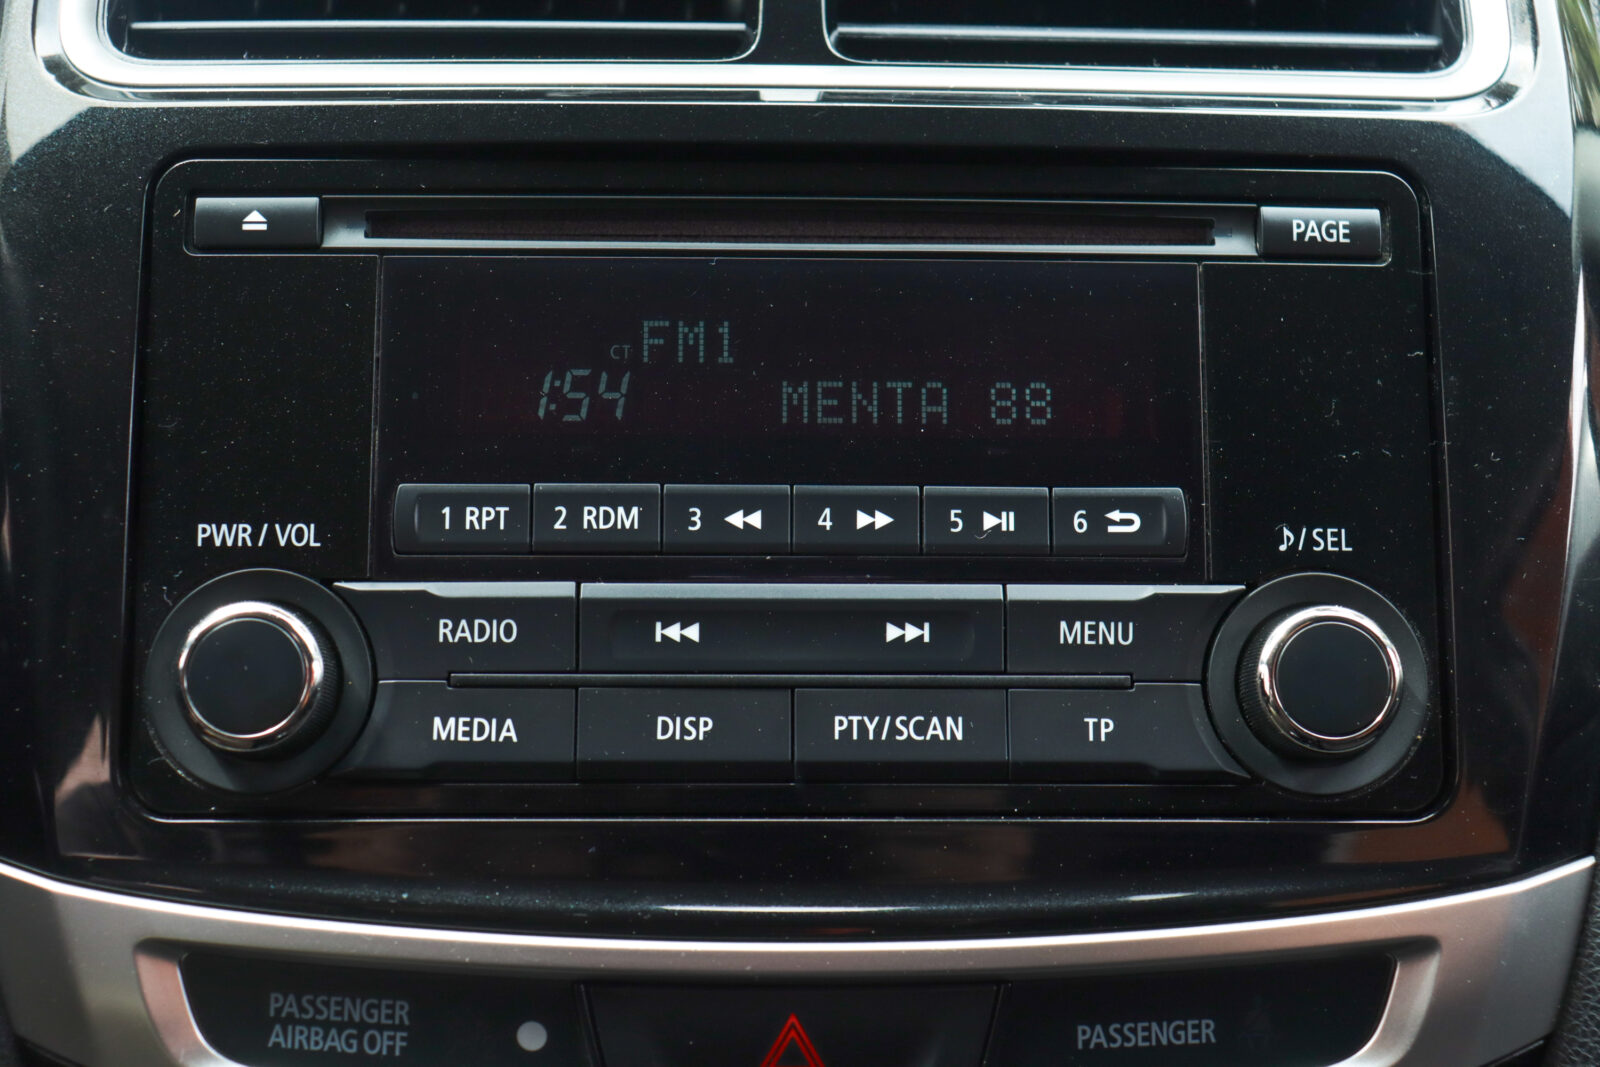 PAGE
CT FM1
1:54 MENTA 88
1 RPT 2 RDM 3 4 5 6
PWR / VOL
/ SEL
RADIO MENU
MEDIA DISP PTY/SCAN TP
PASSENGER
AIRBAG OFF
PASSENGER